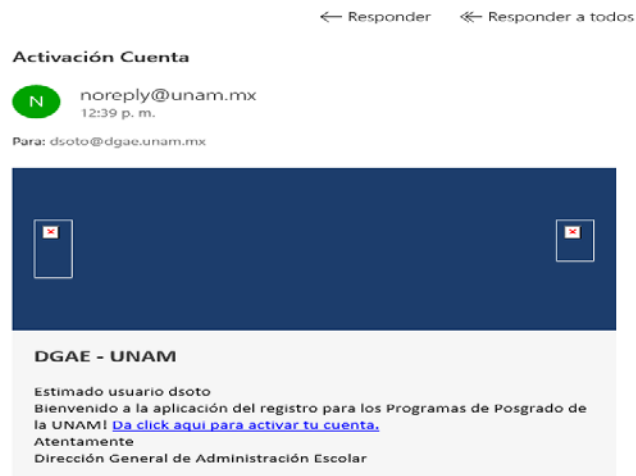 Responder Responder a todos
Activación Cuenta
N noreply@unam.mx
12:39 p. m.
Para: dsoto@dgae.unam.mx
DGAE - UNAM
Estimado usuario dsoto
Bienvenido a la aplicación del registro para los Programas de Posgrado de
la UNAM! Da click aqui para activar tu cuenta.
Atentamente
Dirección General de Administración Escolar